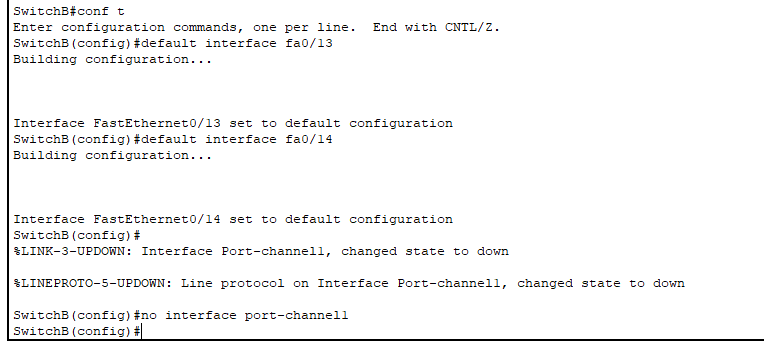 SwitchB#conf t
Enter configuration commands, one per line.  End with CNTL/Z.
SwitchB(config)#default interface fa0/13
Building configuration...
Interface FastEthernet0/13 set to default configuration
SwitchB(config)#default interface fa0/14
Building configuration...
Interface FastEthernet0/14 set to default configuration
SwitchB(config)#
%LINK-3-UPDOWN: Interface Port-channel1, changed state to down
%LINEPROTO-5-UPDOWN: Line protocol on Interface Port-channel1, changed state to down
SwitchB(config)#no interface port-channel1
SwitchB(config)#